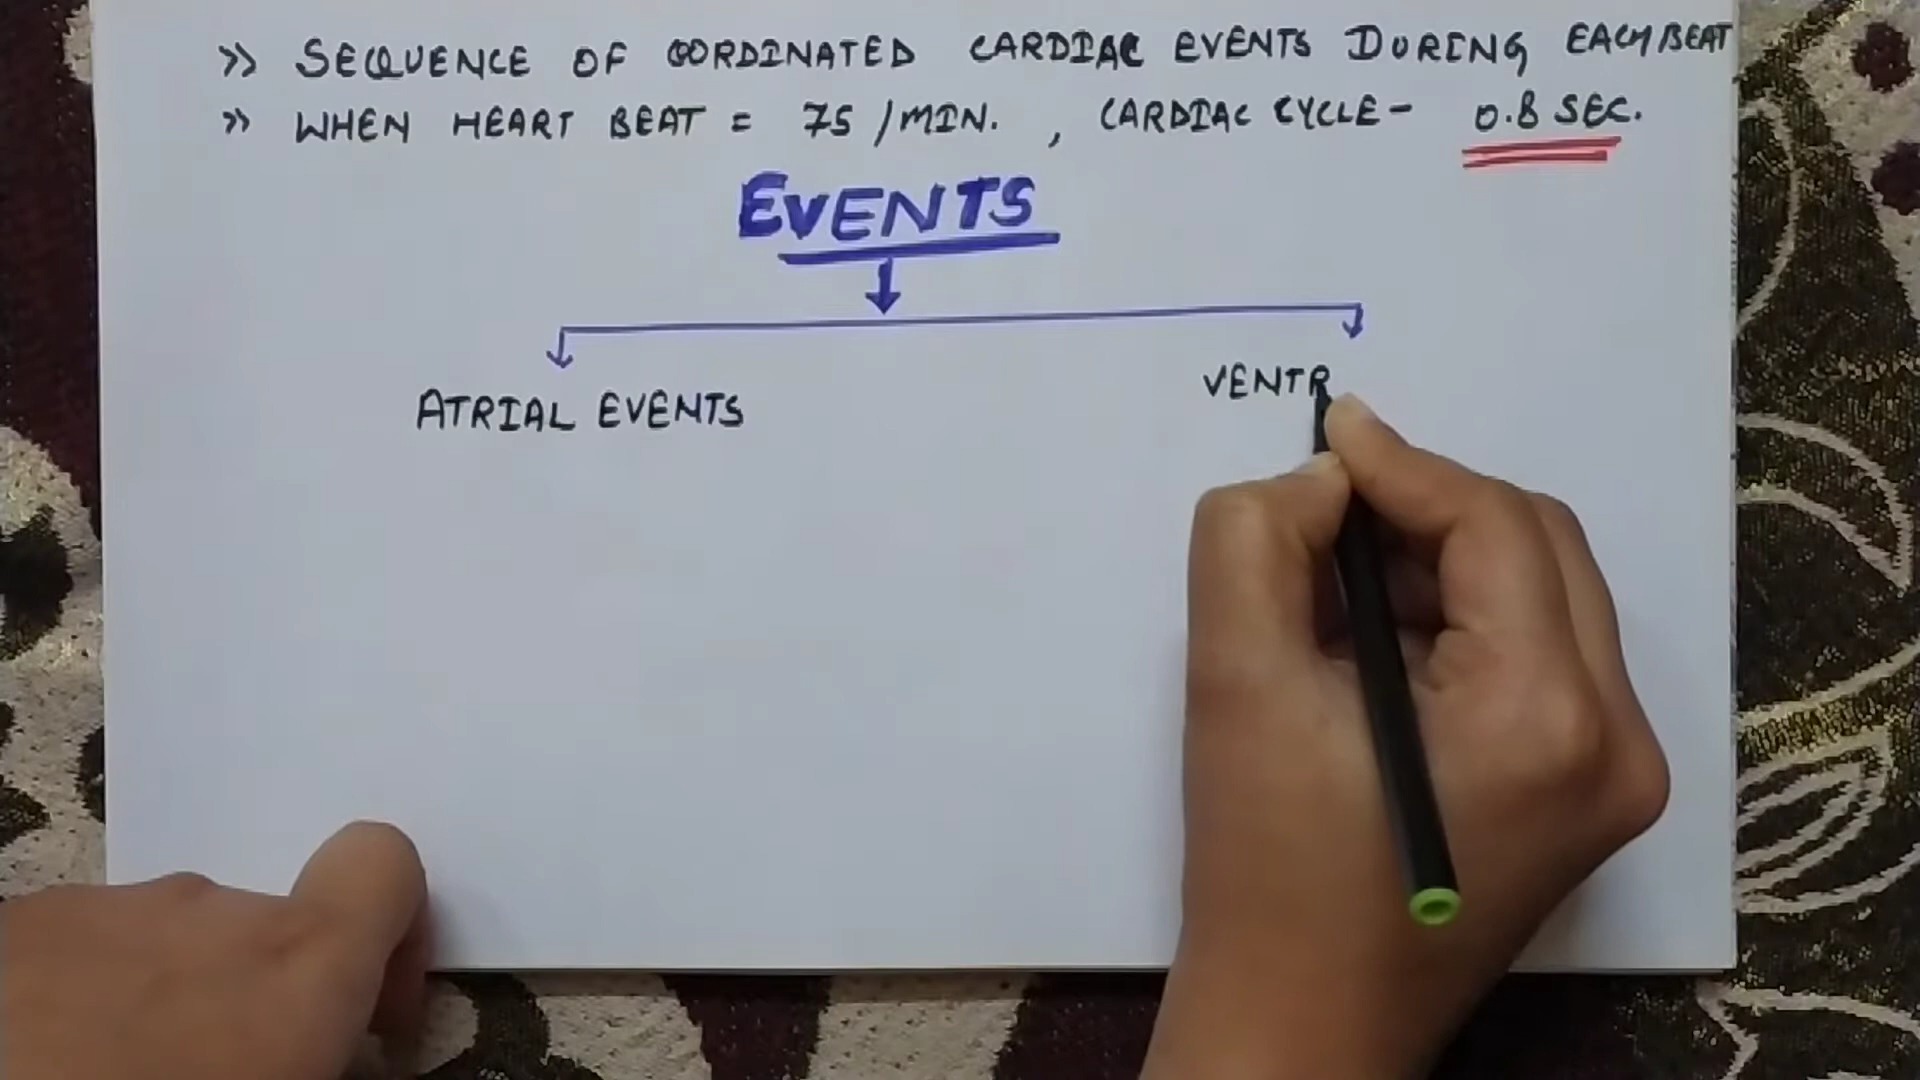 >> SEQUENCE OF COORDINATED CARDIAC EVENTS DURING EACH BEAT
>> WHEN HEART BEAT = 75 /MIN. , CARDIAC CYCLE- 0.8 SEC.
EVENTS
ATRIAL EVENTS VENTR